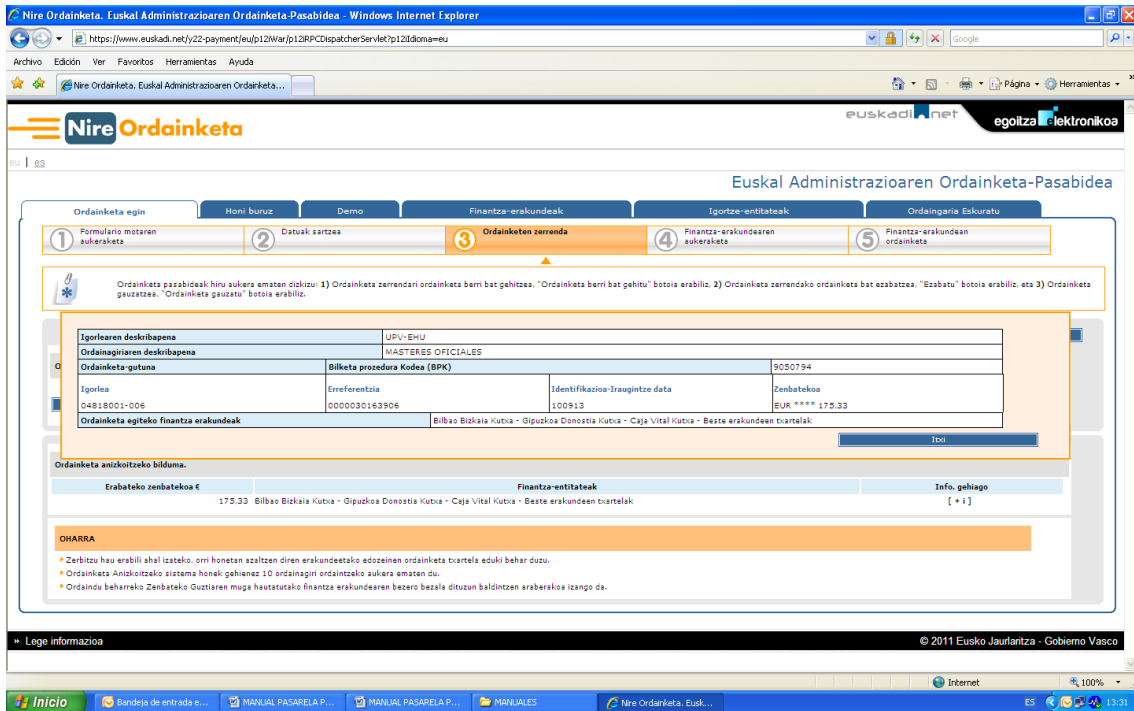 Nire Ordainketa. Euskal Administrazioaren Ordainketa-Pasabidea - Windows Internet Explorer
https://www.euskadi.net/y22-payment/eu/p12iWar/p12iRPCDispatcherServlet?p12iIdioma=eu
Google
Archivo Edición Ver Favoritos Herramientas Ayuda
Nire Ordainketa. Euskal Administrazioaren Ordainketa...
Página Herramientas
Nire Ordainketa
euskadi net
egoitza elektronikoa
eu | es
Euskal Administrazioaren Ordainketa-Pasabidea
Ordainketa egin Honi buruz Demo Finantza-erakundeak Igortze-entitateak Ordaingaria Eskuratu
1 Formulario motaren aukeraketa
2 Datuak sartzea
3 Ordainketen zerrenda
4 Finantza-erakundearen aukeraketa
5 Finantza-erakundean ordainketa
Ordainketa pasabideak hiru aukera ematen dizkizu: 1) Ordainketa zerrendari ordainketa berri bat gehitzea, "Ordainketa berri bat gehitu" botoia erabiliz, 2) Ordainketa zerrendako ordainketa bat ezabatzea, "Ezabatu" botoia erabiliz, eta 3) Ordainketa
gauzatzea, "Ordainketa gauzatu" botoia erabiliz.
Igorlearen deskribapena UPV-EHU
Ordainagiriaren deskribapena MASTERES OFICIALES
Ordainketa-gutuna Bilketa prozedura Kodea (BPK) 9050794
Igorlea Erreferentzia Identifikazioa-Iraugintze data Zenbatekoa
04818001-006 0000030163906 100913 EUR **** 175,33
Ordainketa egiteko finantza erakundeak Bilbao Bizkaia Kutxa - Gipuzkoa Donostia Kutxa - Caja Vital Kutxa - Beste erakundeen txartelak
Itxi
Ordainketa anizkoitzeko bilduma.
Erabateko zenbatekoa € Finantza-entitateak Info. gehiago
175,33 Bilbao Bizkaia Kutxa - Gipuzkoa Donostia Kutxa - Caja Vital Kutxa - Beste erakundeen txartelak [ + i ]
OHARRA
Zerbitzu hau erabili ahal izateko, orri honetan azaltzen diren erakundeetako edozeinen ordainketa txartela eduki behar duzu.
Ordainketa Anizkoitzeko sistema honek gehienez 10 ordainagiri ordaintzeko aukera ematen du.
Ordaindu beharreko Zenbateko Guztiaren muga hautatutako finantza erakundearen bezero bezala dituzun baldintzen araberakoa izango da.
» Lege informazioa
© 2011 Eusko Jaurlaritza - Gobierno Vasco
Internet 100%
Inicio Bandeja de entrada e... MANUAL PASARELA P... MANUAL PASARELA P... MANUALES Nire Ordainketa. Eusk... ES 13:31